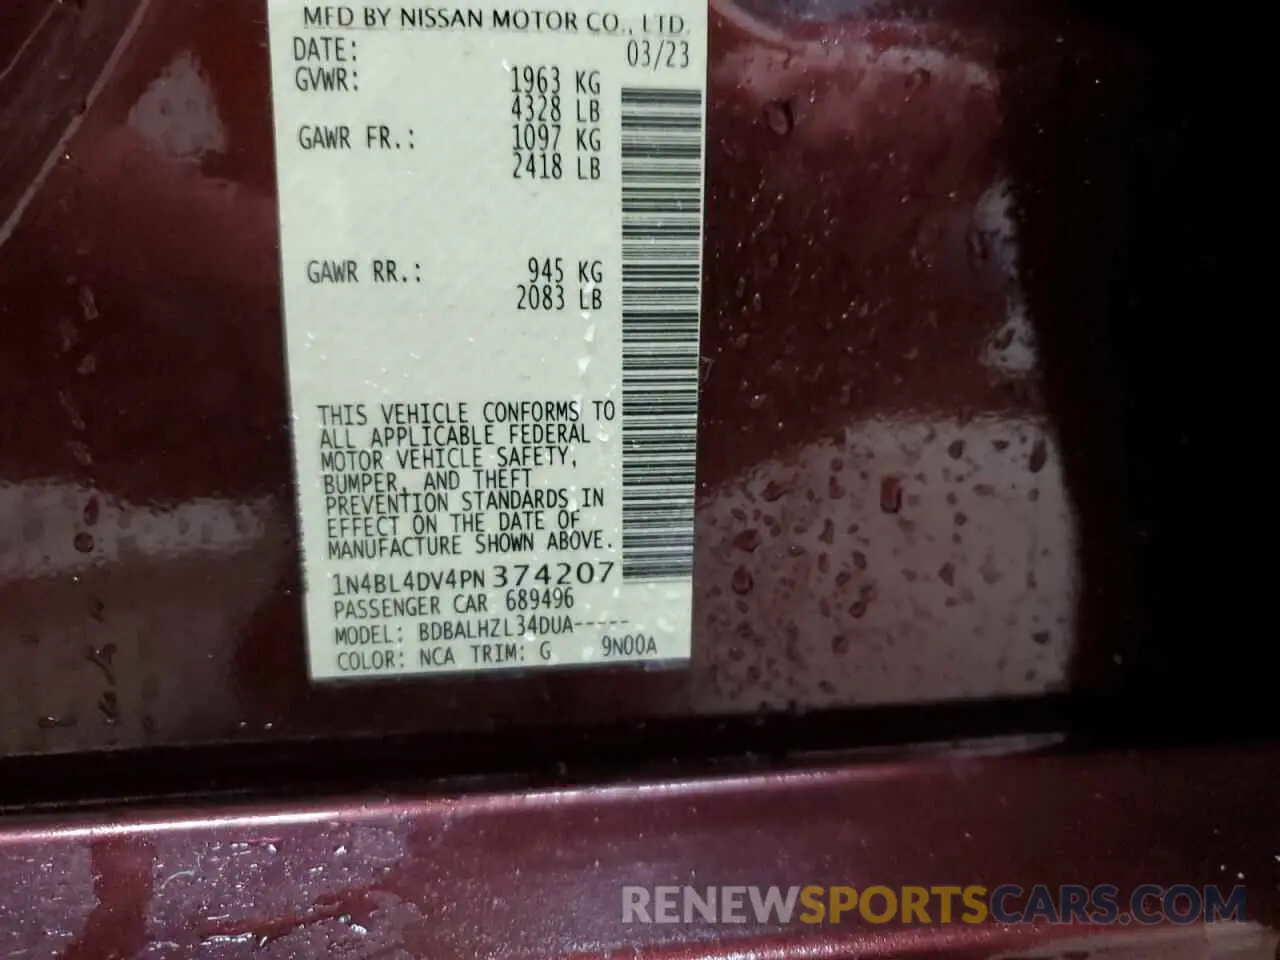 MFD BY NISSAN MOTOR CO., LTD.
DATE: 03/23
GVWR: 1963 KG
4328 LB
GAWR FR.: 1097 KG
2418 LB
GAWR RR.: 945 KG
2083 LB
THIS VEHICLE CONFORMS TO
ALL APPLICABLE FEDERAL
MOTOR VEHICLE SAFETY,
BUMPER, AND THEFT
PREVENTION STANDARDS IN
EFFECT ON THE DATE OF
MANUFACTURE SHOWN ABOVE.
1N4BL4DV4PN374207
PASSENGER CAR 689496
MODEL: BDBALHZL34DUA-----
COLOR: NCA TRIM: G 9N00A
RENEWSPORTSCARS.COM